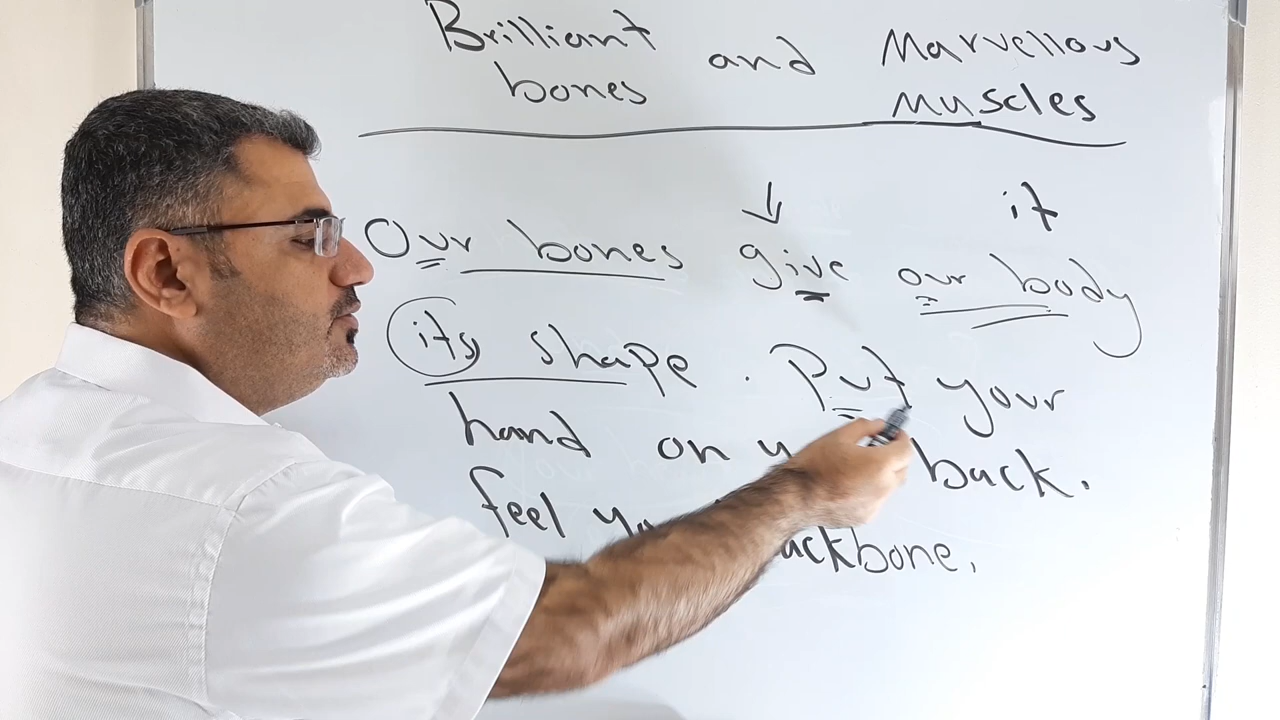 Brilliant and Marvellous
bones muscles
it
Our bones give our body
its shape. Put your
hand on back.
feel backbone.